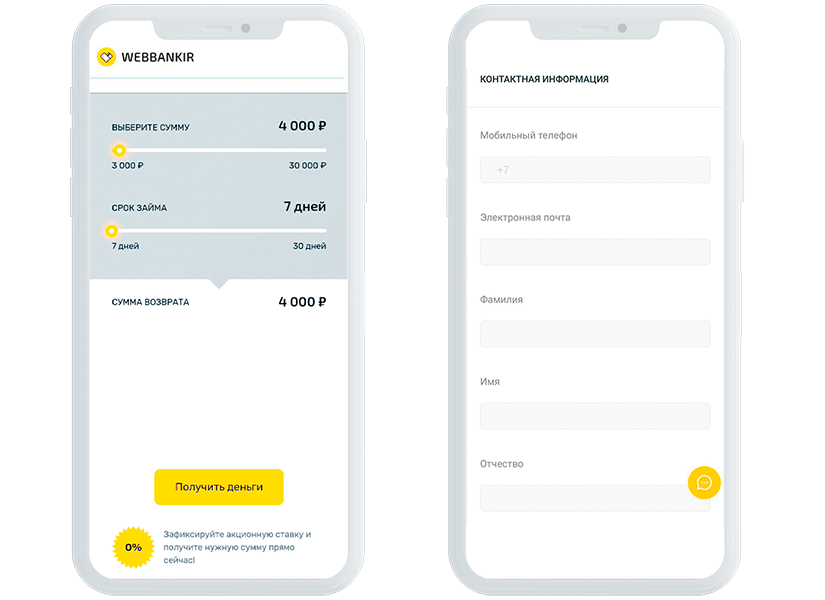 WEBBANKIR
ВЫБЕРИТЕ СУММУ 4 000 ₽
3 000 ₽ 30 000 ₽
СРОК ЗАЙМА 7 дней
7 дней 30 дней
СУММА ВОЗВРАТА 4 000 ₽
Получить деньги
0%
Зафиксируйте акционную ставку и
получите нужную сумму прямо
сейчас!
КОНТАКТНАЯ ИНФОРМАЦИЯ
Мобильный телефон
+7
Электронная почта
Фамилия
Имя
Отчество